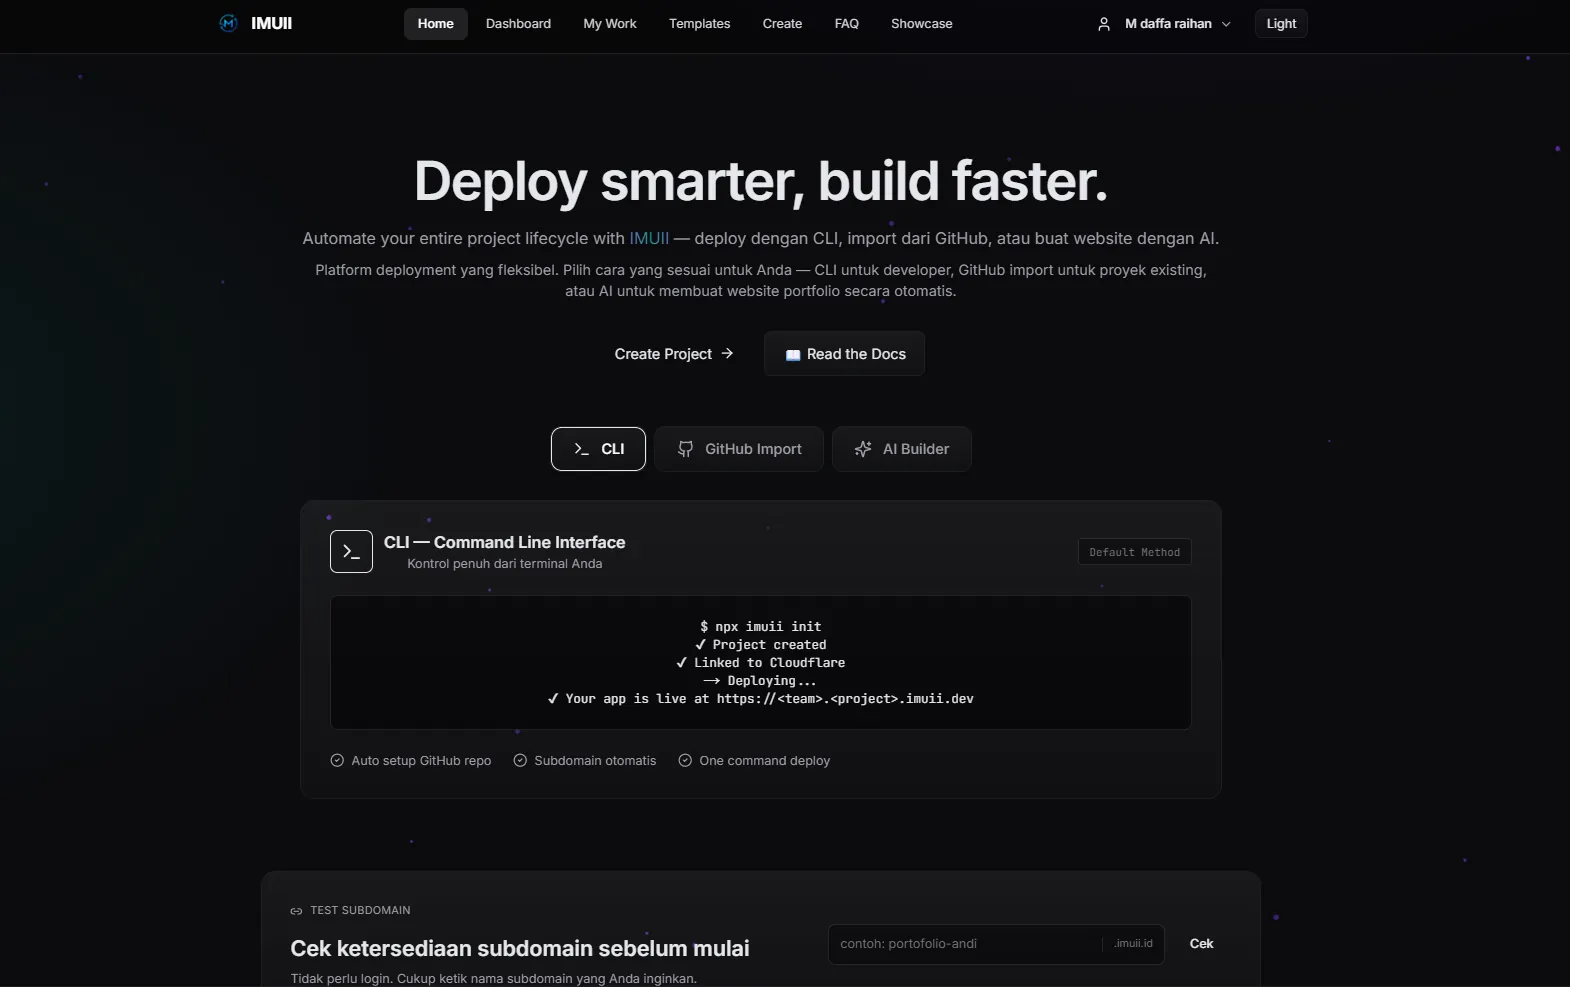 IMUII
Home
Dashboard
My Work
Templates
Create
FAQ
Showcase
M daffa raihan
Light
Deploy smarter, build faster.
Automate your entire project lifecycle with IMUII — deploy dengan CLI, import dari GitHub, atau buat website dengan AI.
Platform deployment yang fleksibel. Pilih cara yang sesuai untuk Anda — CLI untuk developer, GitHub import untuk proyek existing,
atau AI untuk membuat website portfolio secara otomatis.
Create Project →
Read the Docs
CLI
GitHub Import
AI Builder
CLI — Command Line Interface
Kontrol penuh dari terminal Anda
Default Method
$ npx imuii init
✓ Project created
✓ Linked to Cloudflare
→ Deploying...
✓ Your app is live at https://<team>.<project>.imuii.dev
Auto setup GitHub repo
Subdomain otomatis
One command deploy
TEST SUBDOMAIN
Cek ketersediaan subdomain sebelum mulai
Tidak perlu login. Cukup ketik nama subdomain yang Anda inginkan.
contoh: portofolio-andi
.imuii.id
Cek